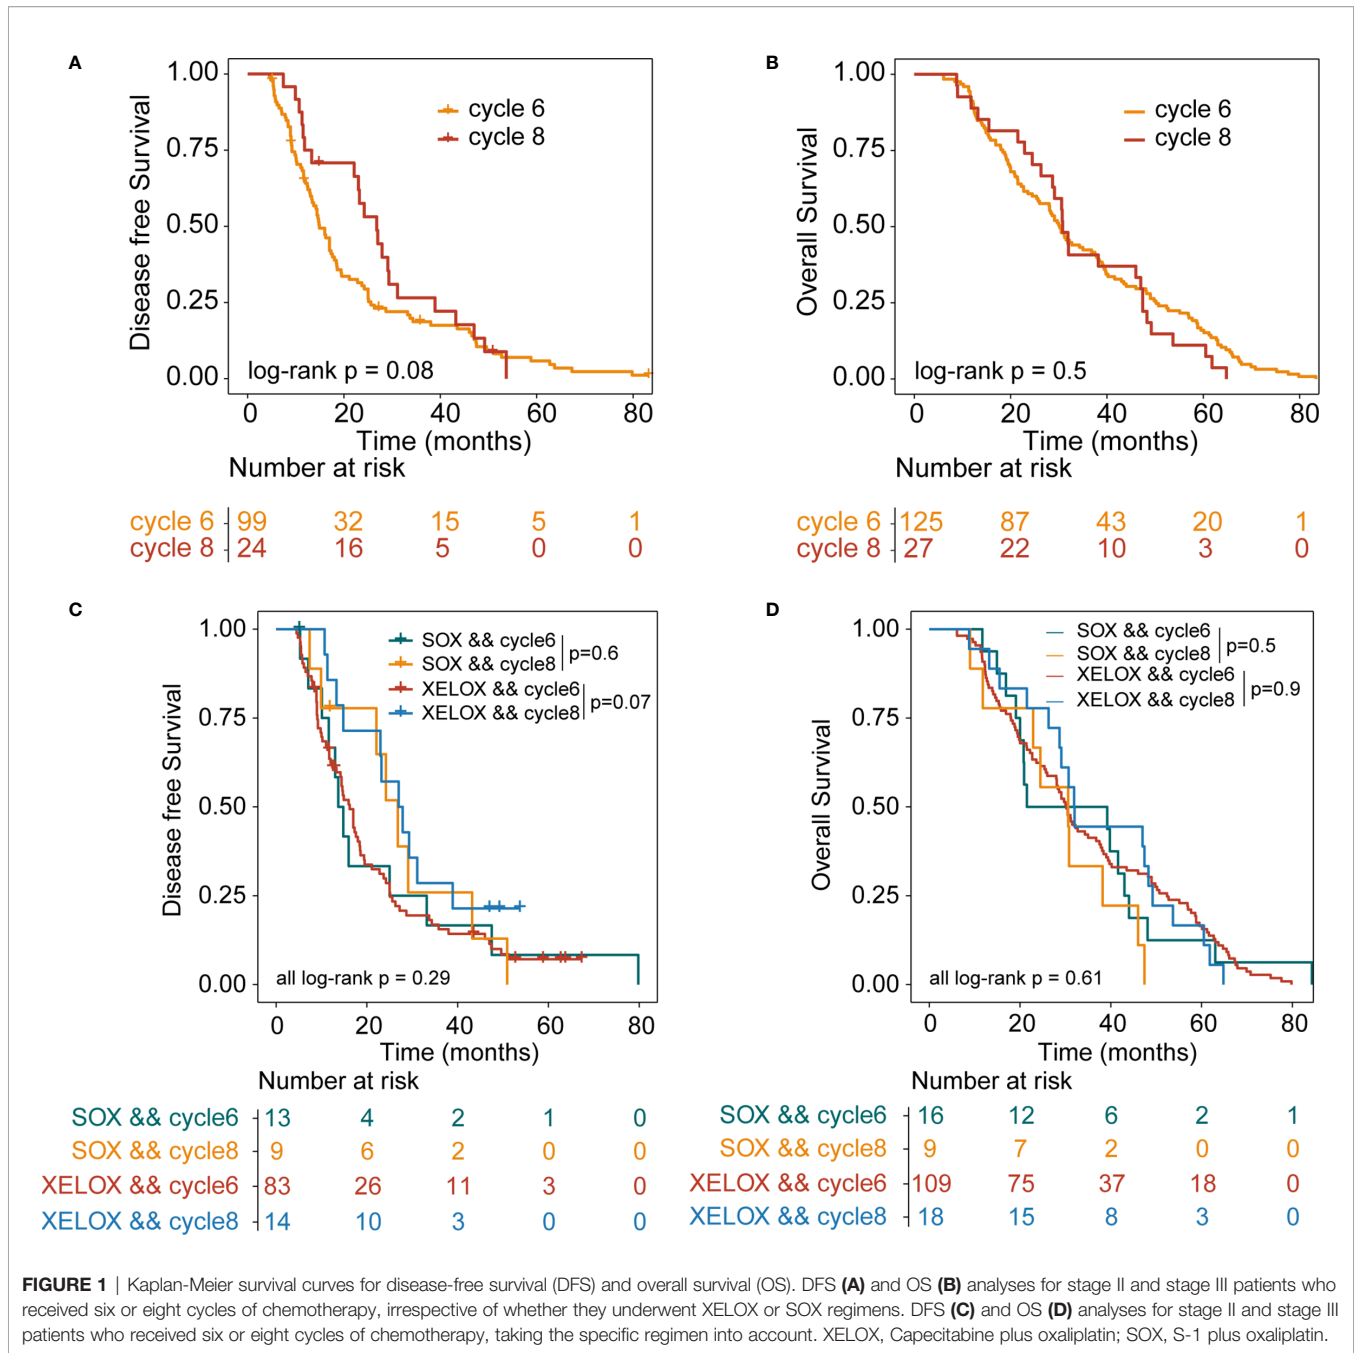 A
1.00
0.75
0.50
0.25
0.00
Disease free Survival
cycle 6
cycle 8
log-rank p = 0.08
0 20 40 60 80
Time (months)
Number at risk
cycle 6 99 32 15 5 1
cycle 8 24 16 5 0 0
B
1.00
0.75
0.50
0.25
0.00
Overall Survival
cycle 6
cycle 8
log-rank p = 0.5
0 20 40 60 80
Time (months)
Number at risk
cycle 6 125 87 43 20 1
cycle 8 27 22 10 3 0
C
1.00
0.75
0.50
0.25
0.00
Disease free Survival
SOX && cycle6
SOX && cycle8
p=0.6
XELOX && cycle6
XELOX && cycle8
p=0.07
all log-rank p = 0.29
0 20 40 60 80
Time (months)
Number at risk
SOX && cycle6 13 4 2 1 0
SOX && cycle8 9 6 2 0 0
XELOX && cycle6 83 26 11 3 0
XELOX && cycle8 14 10 3 0 0
D
1.00
0.75
0.50
0.25
0.00
Overall Survival
SOX && cycle6
SOX && cycle8
p=0.5
XELOX && cycle6
XELOX && cycle8
p=0.9
all log-rank p = 0.61
0 20 40 60 80
Time (months)
Number at risk
SOX && cycle6 16 12 6 2 1
SOX && cycle8 9 7 2 0 0
XELOX && cycle6 109 75 37 18 0
XELOX && cycle8 18 15 8 3 0
FIGURE 1 | Kaplan-Meier survival curves for disease-free survival (DFS) and overall survival (OS). DFS (A) and OS (B) analyses for stage II and stage III patients who
received six or eight cycles of chemotherapy, irrespective of whether they underwent XELOX or SOX regimens. DFS (C) and OS (D) analyses for stage II and stage III
patients who received six or eight cycles of chemotherapy, taking the specific regimen into account. XELOX, Capecitabine plus oxaliplatin; SOX, S-1 plus oxaliplatin.